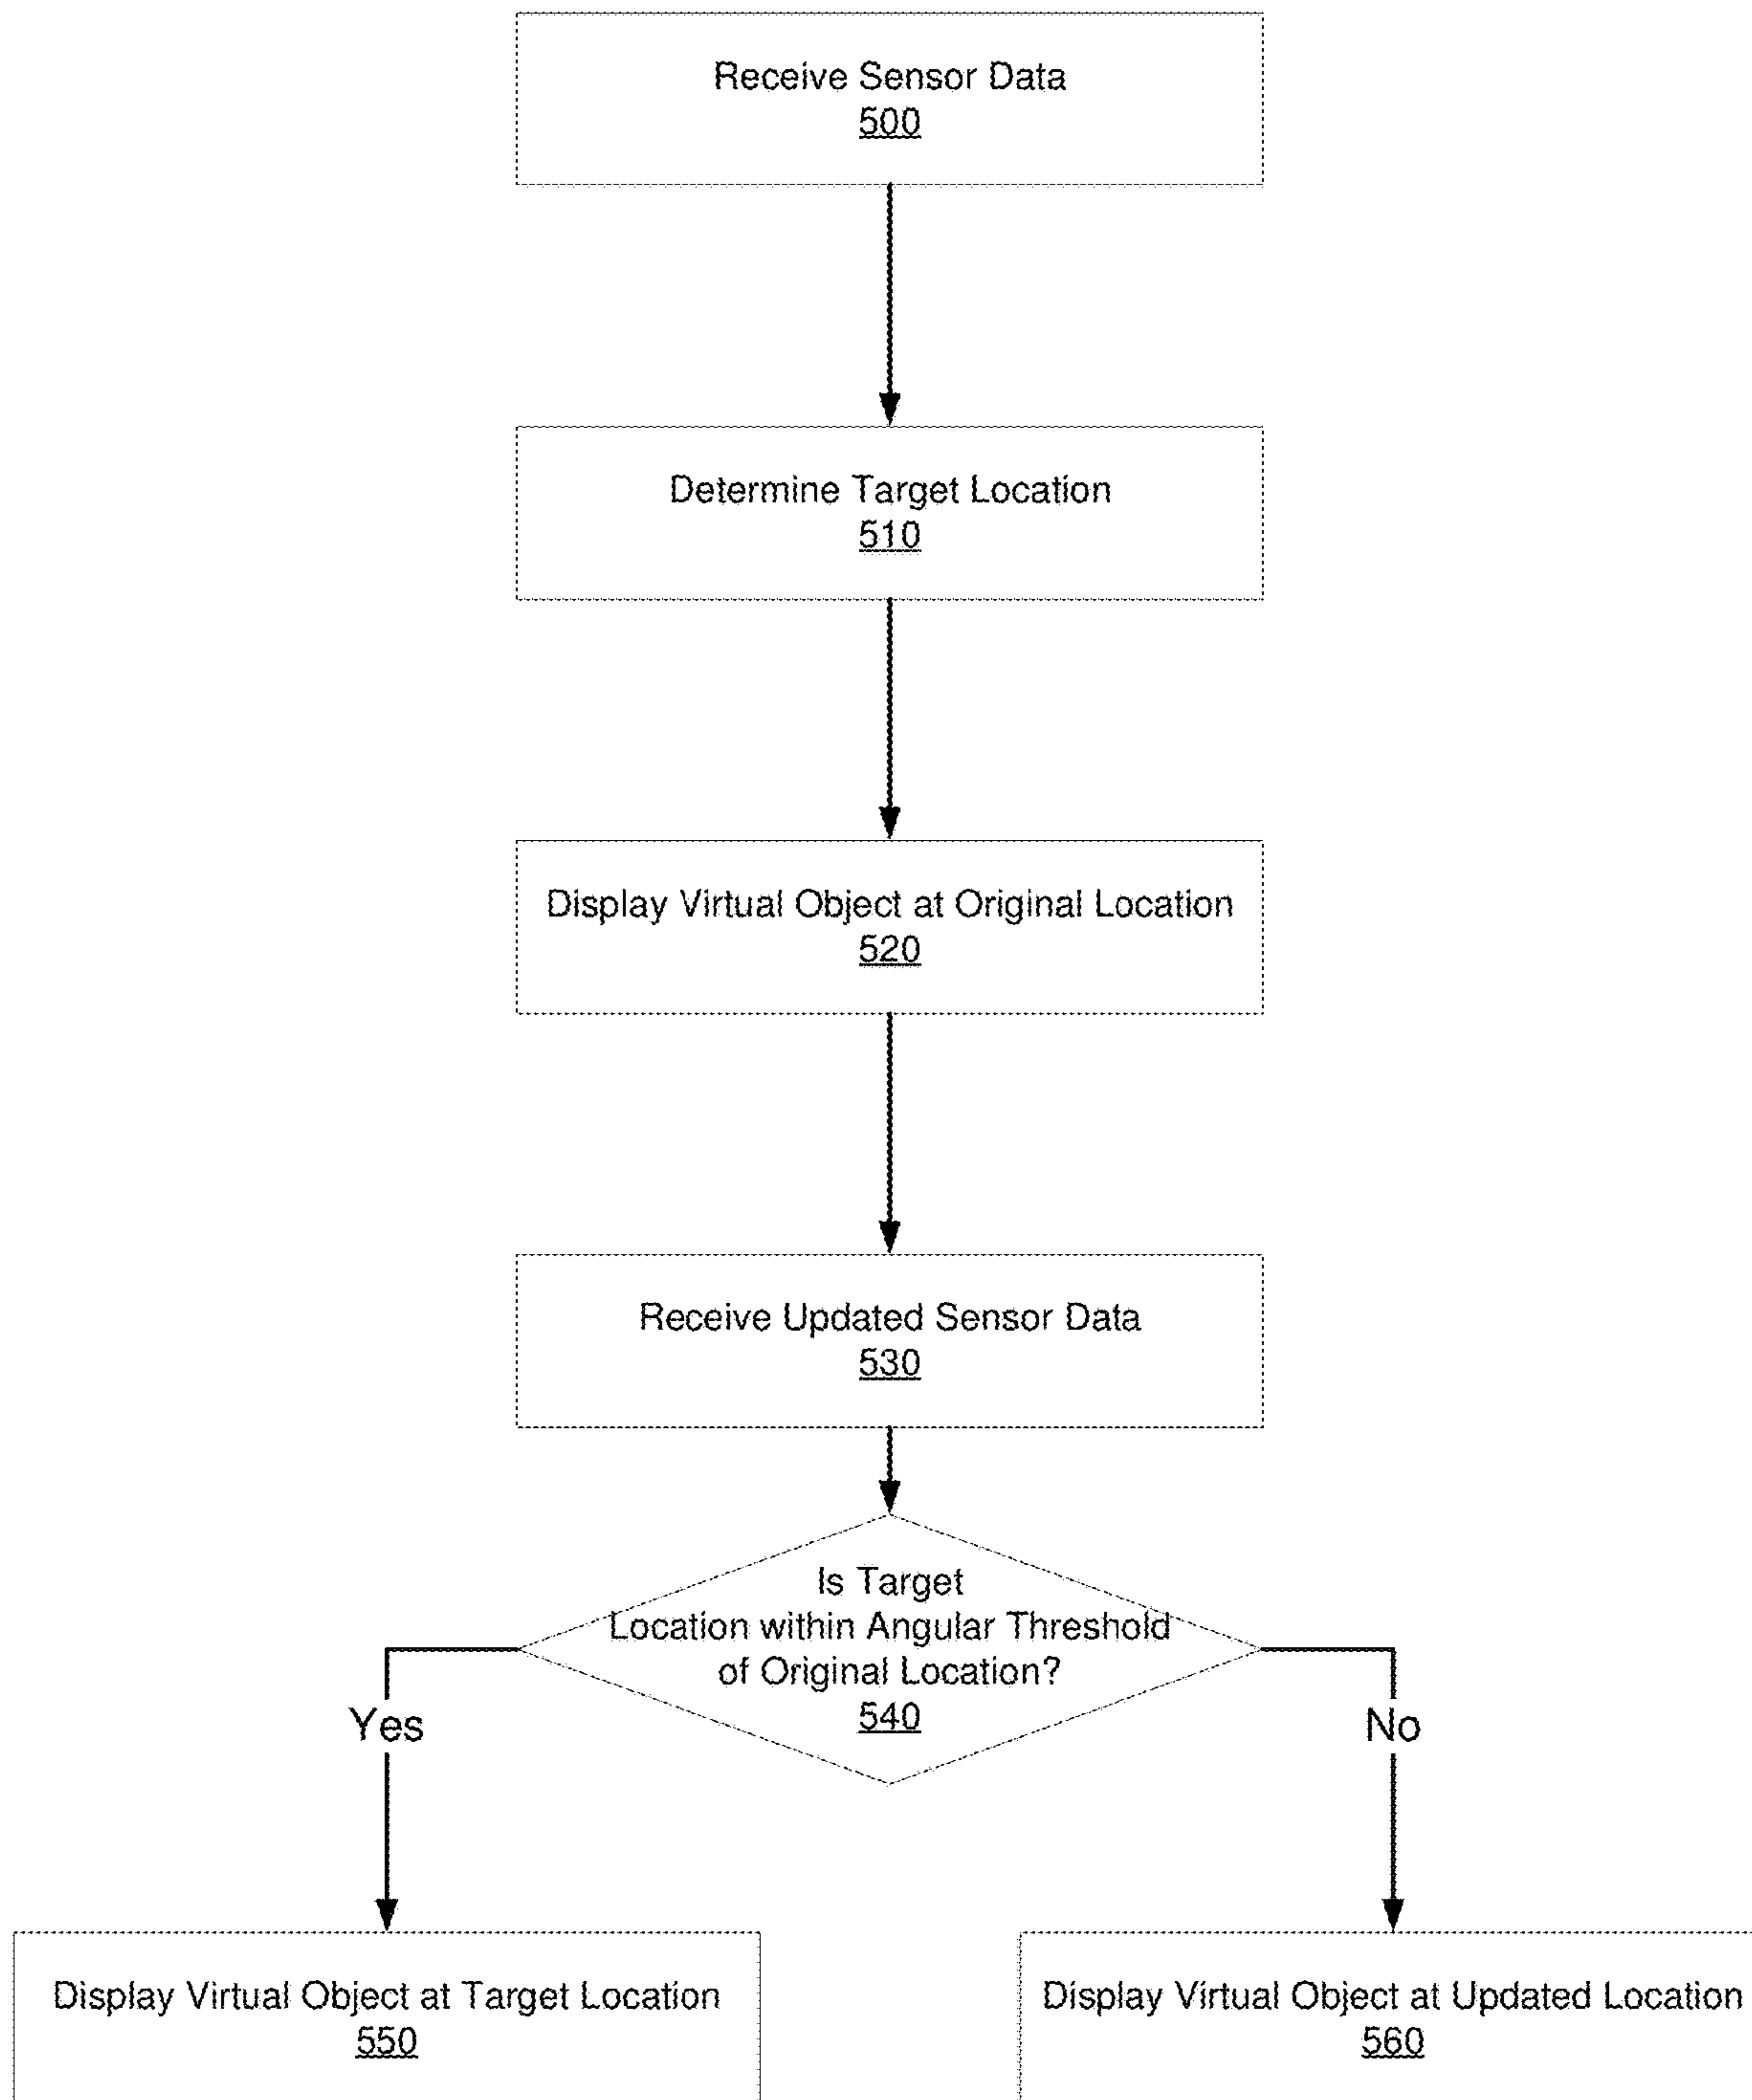 Receive Sensor Data
500
Determine Target Location
510
Display Virtual Object at Original Location
520
Receive Updated Sensor Data
530
Is Target
Location within Angular Threshold
of Original Location?
540
Yes
No
Display Virtual Object at Target Location
550
Display Virtual Object at Updated Location
560